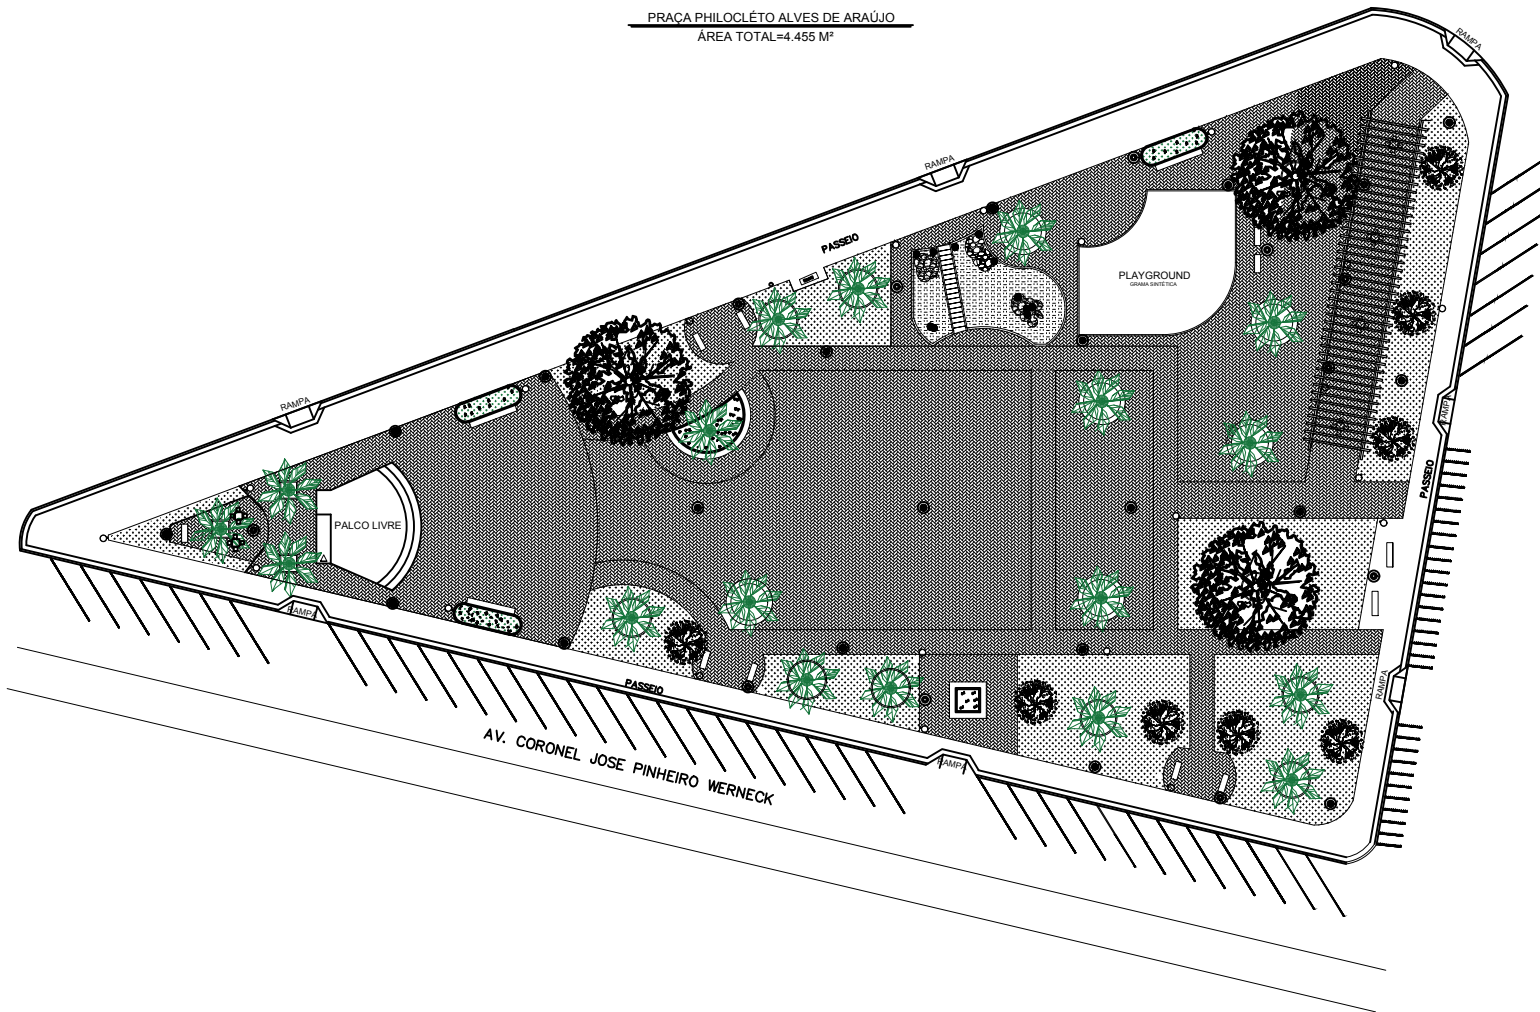 PRAÇA PHILOCLÉTO ALVES DE ARAÚJO
ÁREA TOTAL=4.455 M²
RAMPA
RAMPA
PASSEIO
PLAYGROUND
GRAMA SINTÉTICA
RAMPA
RAMPA
PASSEIO
PALCO LIVRE
RAMPA
PASSEIO
RAMPA
RAMPA
AV. CORONEL JOSE PINHEIRO WERNECK